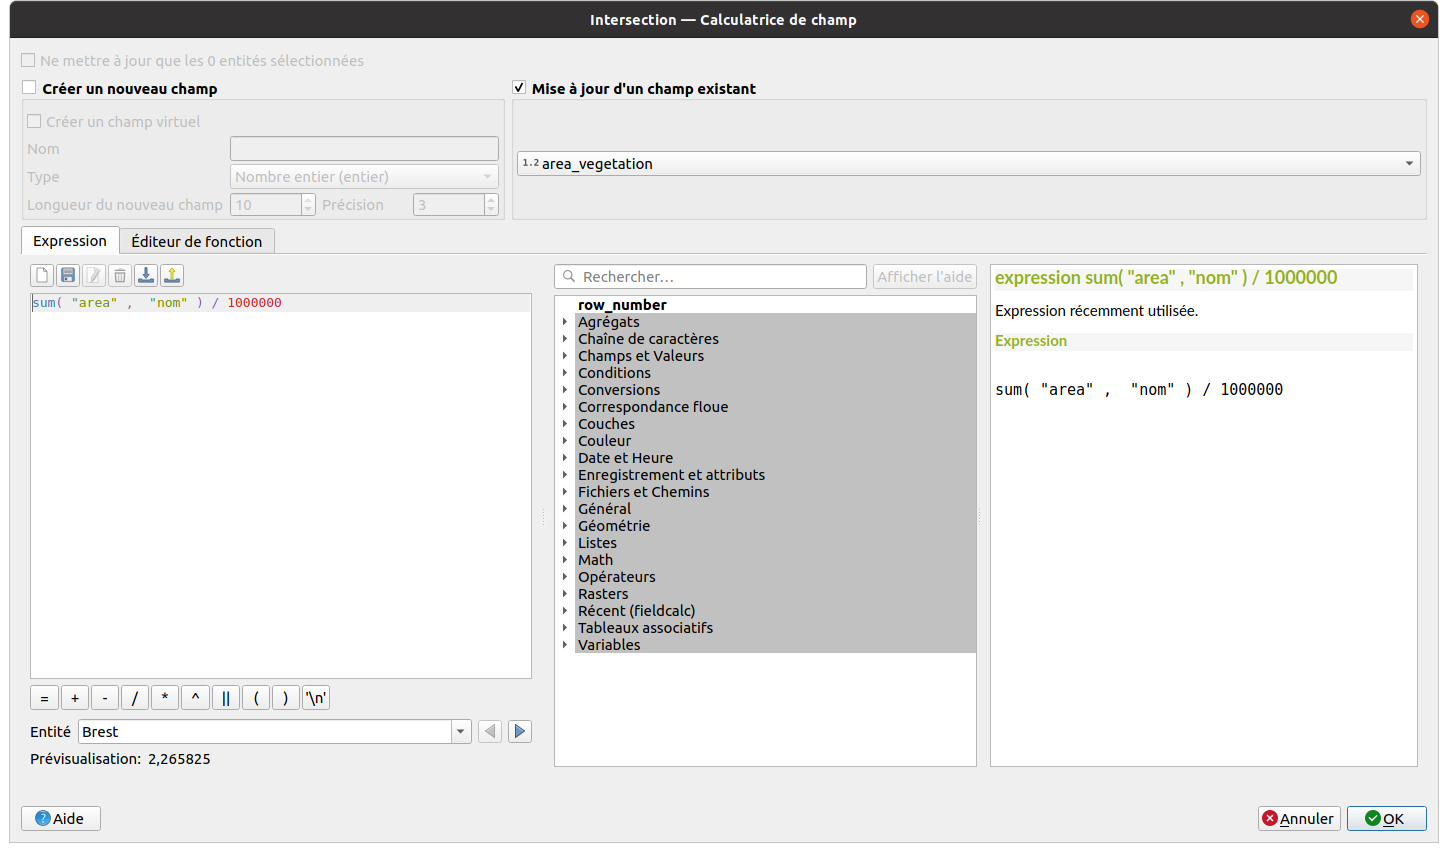 Intersection — Calculatrice de champ
Ne mettre à jour que les 0 entités sélectionnées
Créer un nouveau champ
Mise à jour d'un champ existant
Créer un champ virtuel
Nom
1.2 area_vegetation
Type Nombre entier (entier)
Longueur du nouveau champ 10 Précision 3
Expression Éditeur de fonction
Rechercher…
Afficher l'aide
sum( "area" , "nom" ) / 1000000
row_number
Agrégats
Chaîne de caractères
Champs et Valeurs
Conditions
Conversions
Correspondance floue
Couches
Couleur
Date et Heure
Enregistrement et attributs
Fichiers et Chemins
Général
Géométrie
Listes
Math
Opérateurs
Rasters
Récent (fieldcalc)
Tableaux associatifs
Variables
expression sum( "area" , "nom" ) / 1000000
Expression récemment utilisée.
Expression
sum( "area" , "nom" ) / 1000000
= + - / * ^ || ( ) '\n'
Entité Brest
Prévisualisation: 2,265825
Aide
Annuler
OK